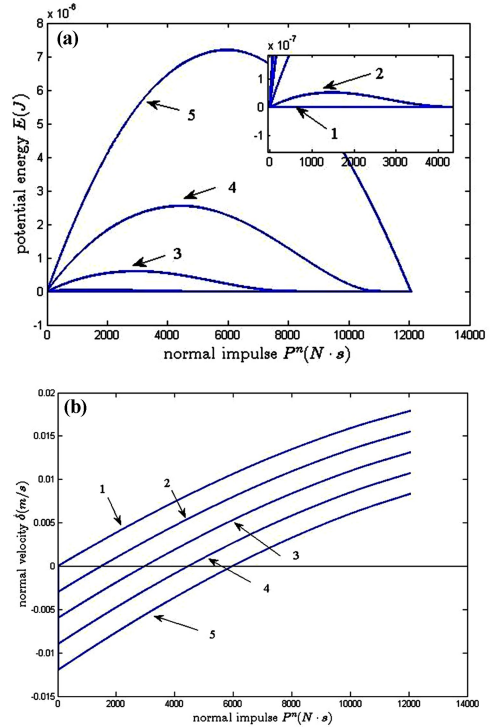 (a)
x 10⁻⁶
8
7
6
5
4
3
2
1
0
-1
potential energy E(J)
0 2000 4000 6000 8000 10000 12000 14000
normal impulse Pⁿ(N · s)
5
4
3
x 10⁻⁷
1
0
-1
0 1000 2000 3000 4000
2
1
(b)
0.02
0.015
0.01
0.005
0
-0.005
-0.01
-0.015
normal velocity δ̇(m/s)
0 2000 4000 6000 8000 10000 12000 14000
normal impulse Pⁿ(N · s)
1
2
3
4
5